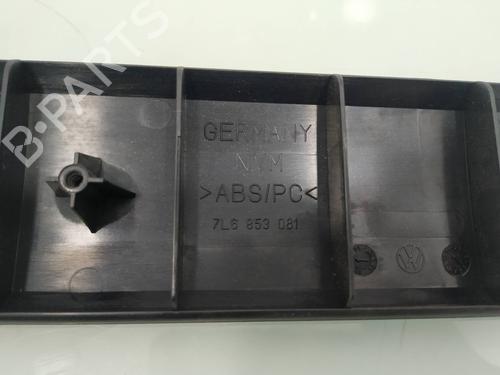 B-PARTS
GERMANY
>ABS/PC<
7L6 853 081